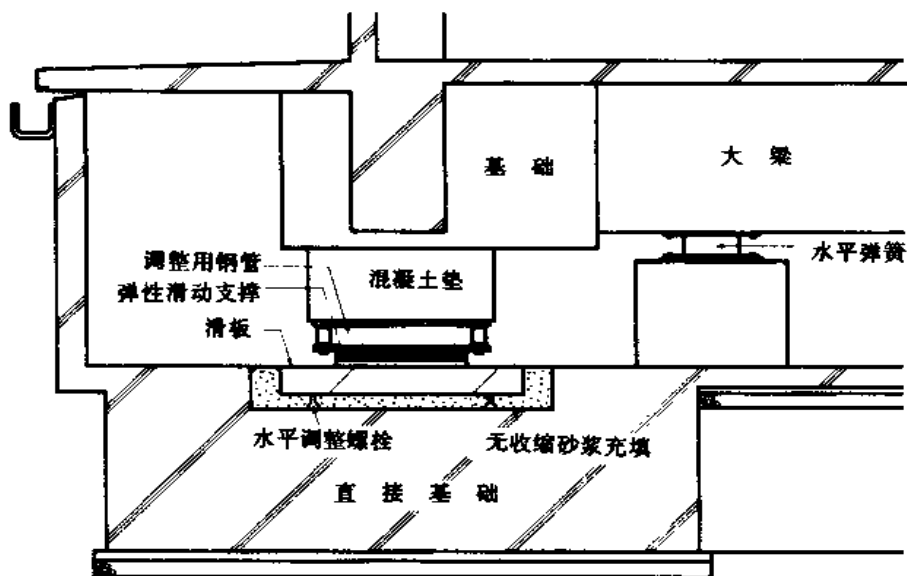 基础
大梁
水平弹簧
调整用钢管
混凝土垫
弹性滑动支撑
滑板
水平调整螺栓
无收缩砂浆充填
直接基础